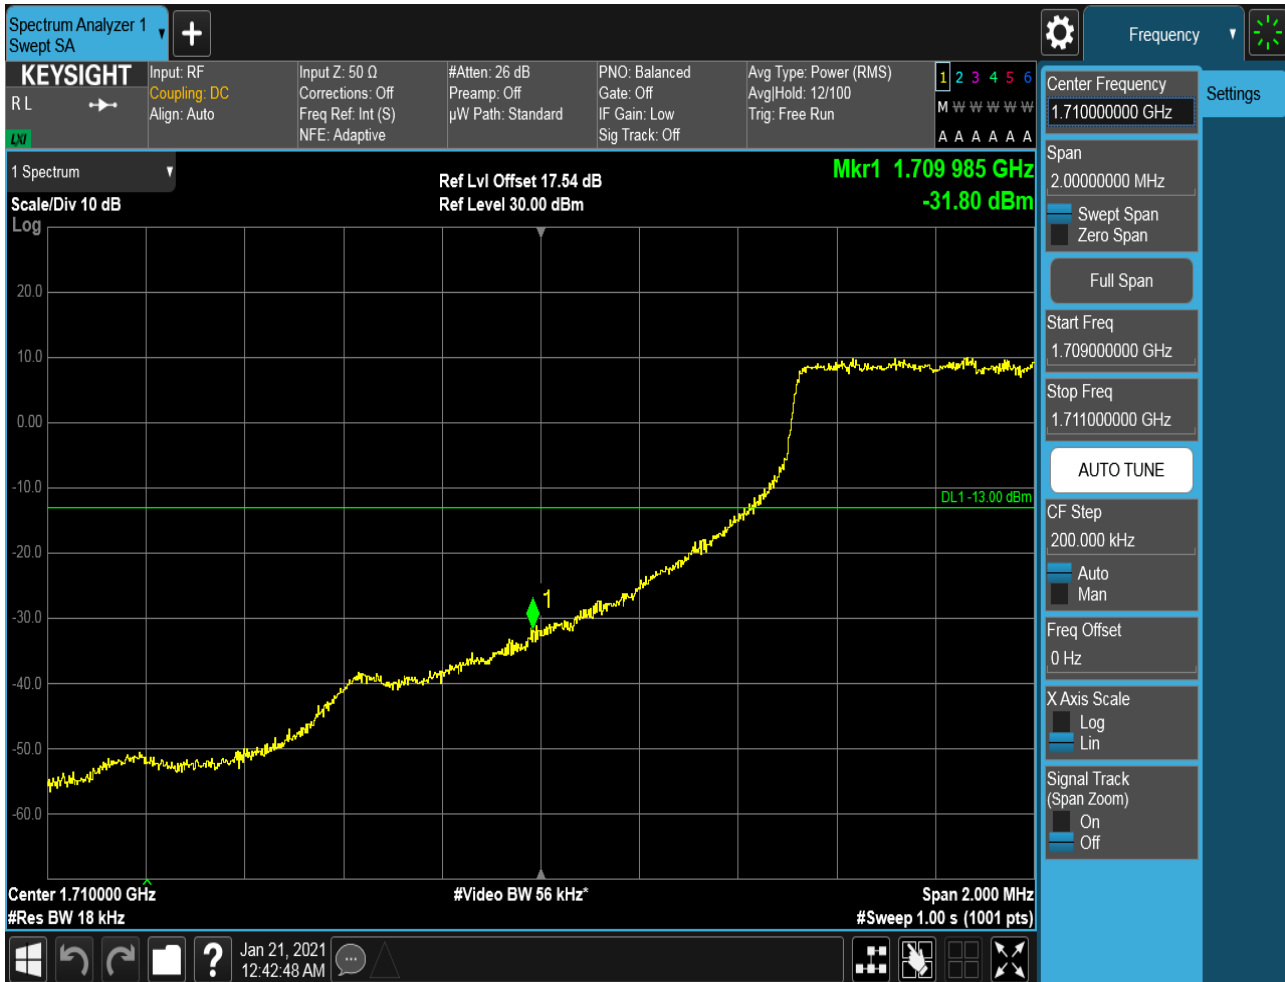 Spectrum Analyzer 1
Swept SA
Frequency
KEYSIGHT
R L
LXI
Input: RF
Coupling: DC
Align: Auto
Input Z: 50 Ω
Corrections: Off
Freq Ref: Int (S)
NFE: Adaptive
#Atten: 26 dB
Preamp: Off
µW Path: Standard
PNO: Balanced
Gate: Off
IF Gain: Low
Sig Track: Off
Avg Type: Power (RMS)
Avg|Hold: 12/100
Trig: Free Run
1 2 3 4 5 6
M W W W W W
A A A A A A
1 Spectrum
Scale/Div 10 dB
Log
Ref Lvl Offset 17.54 dB
Ref Level 30.00 dBm
Mkr1 1.709 985 GHz
-31.80 dBm
20.0
10.0
0.00
-10.0
-20.0
-30.0
-40.0
-50.0
-60.0
DL1 -13.00 dBm
1
Center 1.710000 GHz
#Res BW 18 kHz
#Video BW 56 kHz*
Span 2.000 MHz
#Sweep 1.00 s (1001 pts)
Jan 21, 2021
12:42:48 AM
Center Frequency
1.710000000 GHz
Settings
Span
2.00000000 MHz
Swept Span
Zero Span
Full Span
Start Freq
1.709000000 GHz
Stop Freq
1.711000000 GHz
AUTO TUNE
CF Step
200.000 kHz
Auto
Man
Freq Offset
0 Hz
X Axis Scale
Log
Lin
Signal Track
(Span Zoom)
On
Off